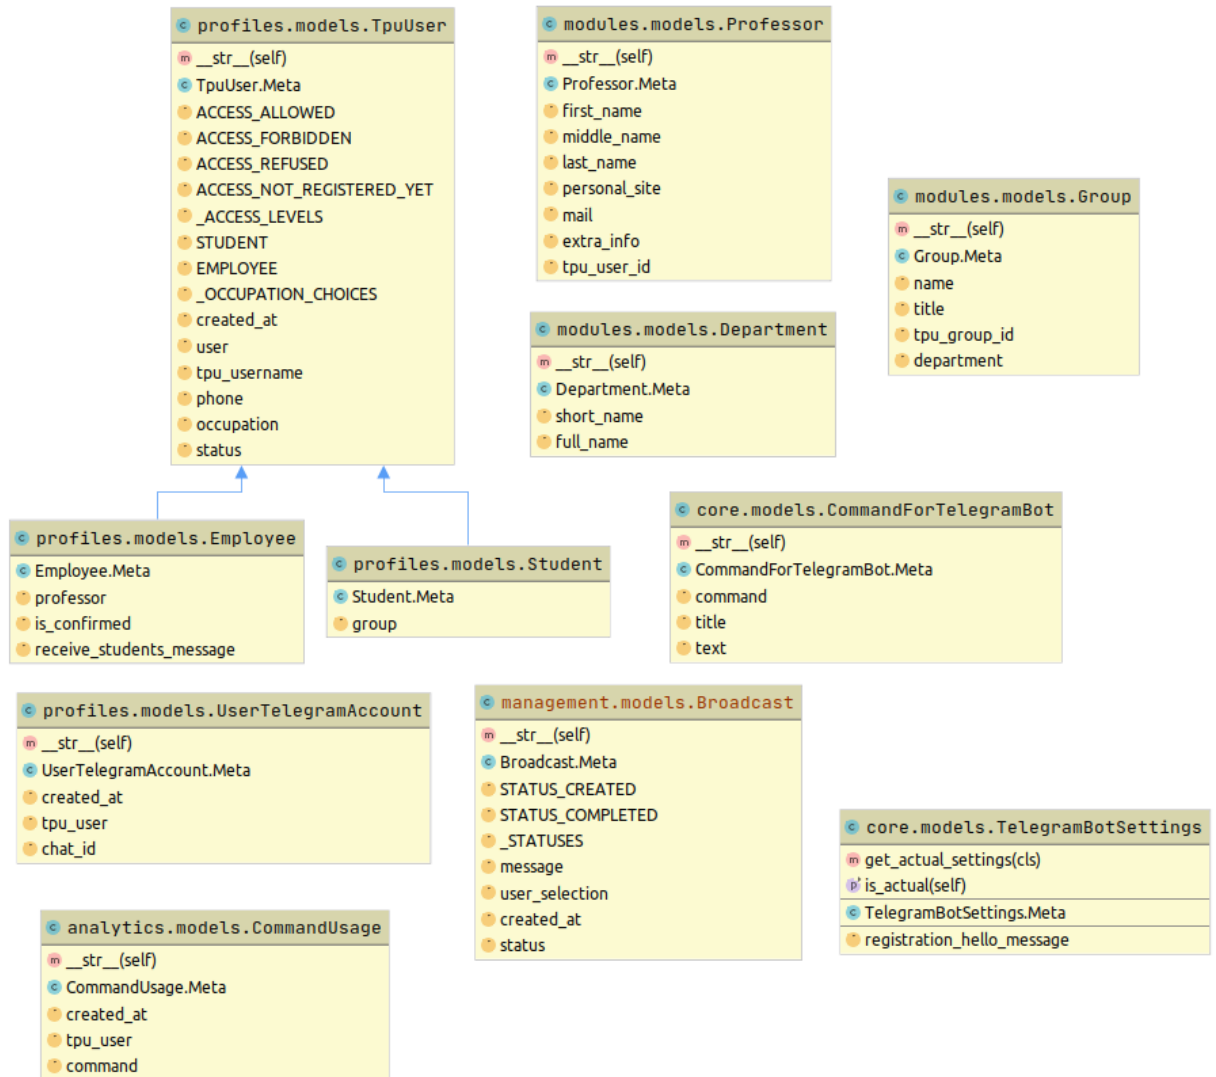 profiles.models.TpuUser
__str__(self)
TpuUser.Meta
ACCESS_ALLOWED
ACCESS_FORBIDDEN
ACCESS_REFUSED
ACCESS_NOT_REGISTERED_YET
_ACCESS_LEVELS
STUDENT
EMPLOYEE
_OCCUPATION_CHOICES
created_at
user
tpu_username
phone
occupation
status
modules.models.Professor
__str__(self)
Professor.Meta
first_name
middle_name
last_name
personal_site
mail
extra_info
tpu_user_id
modules.models.Group
__str__(self)
Group.Meta
name
title
tpu_group_id
department
modules.models.Department
__str__(self)
Department.Meta
short_name
full_name
profiles.models.Employee
Employee.Meta
professor
is_confirmed
receive_students_message
profiles.models.Student
Student.Meta
group
core.models.CommandForTelegramBot
__str__(self)
CommandForTelegramBot.Meta
command
title
text
profiles.models.UserTelegramAccount
__str__(self)
UserTelegramAccount.Meta
created_at
tpu_user
chat_id
management.models.Broadcast
__str__(self)
Broadcast.Meta
STATUS_CREATED
STATUS_COMPLETED
_STATUSES
message
user_selection
created_at
status
core.models.TelegramBotSettings
get_actual_settings(cls)
is_actual(self)
TelegramBotSettings.Meta
registration_hello_message
analytics.models.CommandUsage
__str__(self)
CommandUsage.Meta
created_at
tpu_user
command